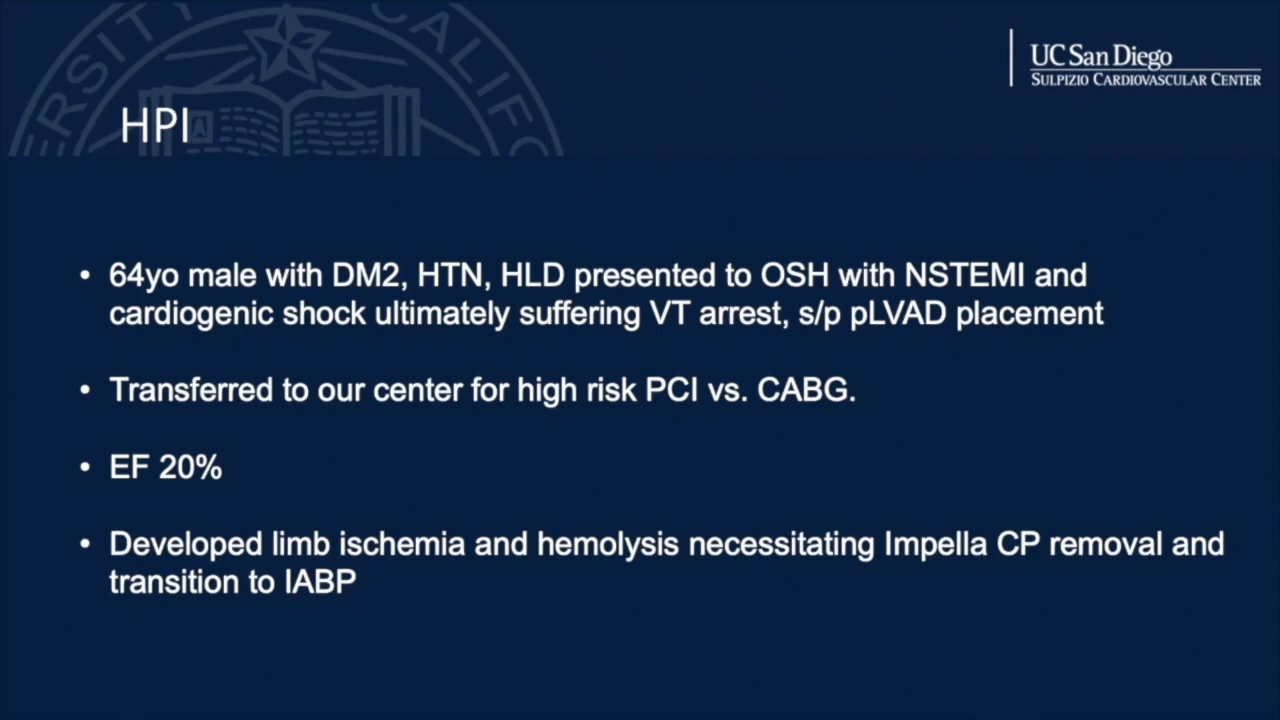 UC San Diego
SULPIZIO CARDIOVASCULAR CENTER
HPI
• 64yo male with DM2, HTN, HLD presented to OSH with NSTEMI and
cardiogenic shock ultimately suffering VT arrest, s/p pLVAD placement
• Transferred to our center for high risk PCI vs. CABG.
• EF 20%
• Developed limb ischemia and hemolysis necessitating Impella CP removal and
transition to IABP